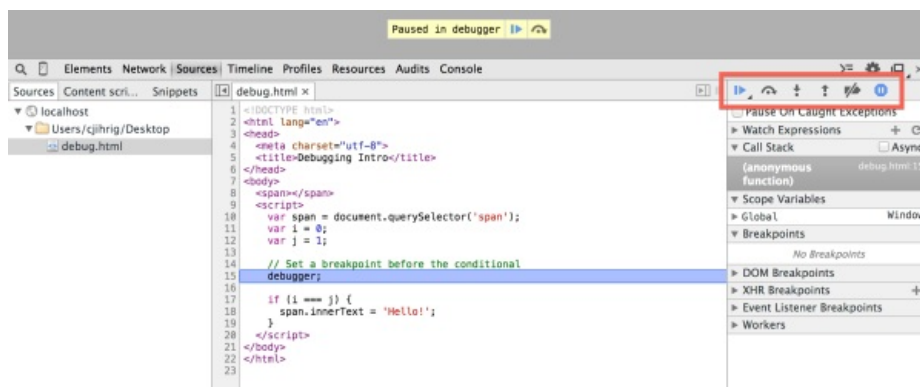 Paused in debugger
Elements Network Sources Timeline Profiles Resources Audits Console
Sources Content scri... Snippets
debug.html ×
localhost
Users/cjihrig/Desktop
debug.html
1 <!DOCTYPE html>
2 <html lang="en">
3 <head>
4 <meta charset="utf-8">
5 <title>Debugging Intro</title>
6 </head>
7 <body>
8 <span></span>
9 <script>
10 var span = document.querySelector('span');
11 var i = 0;
12 var j = 1;
13
14 // Set a breakpoint before the conditional
15 debugger;
16
17 if (i === j) {
18 span.innerText = 'Hello!';
19 }
20 </script>
21 </body>
22 </html>
23
Pause On Caught Exceptions
Watch Expressions
Call Stack
Async
(anonymous function)
debug.html:15
Scope Variables
Global
Window
Breakpoints
No Breakpoints
DOM Breakpoints
XHR Breakpoints
Event Listener Breakpoints
Workers